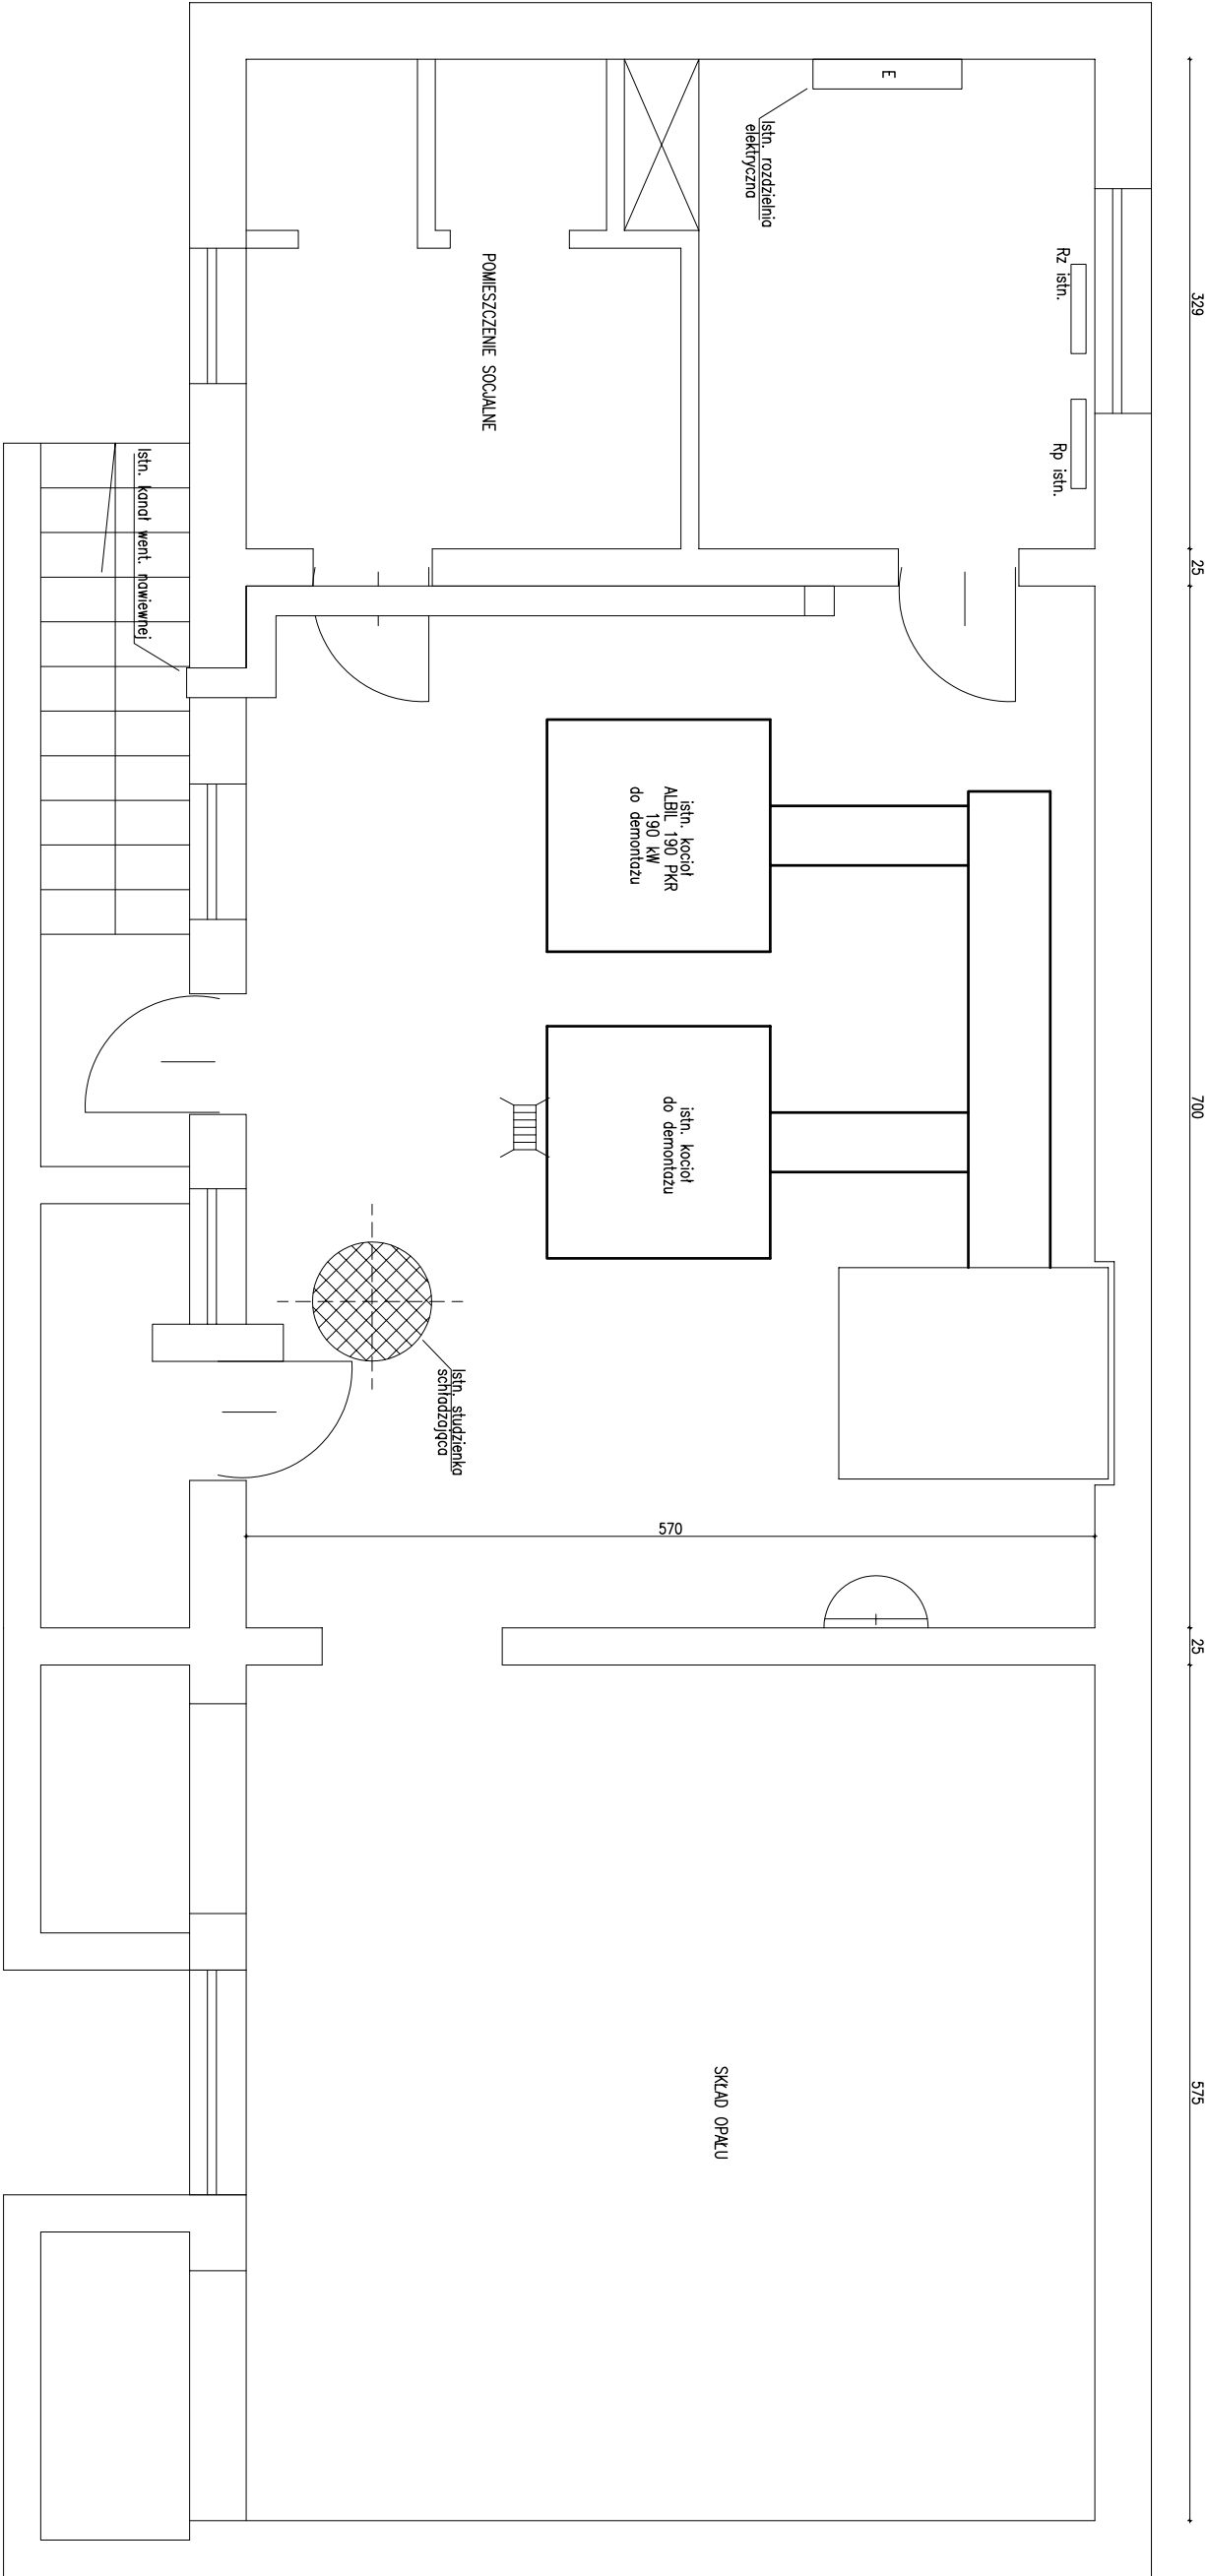 329
25
700
25
575
570
E
Istn. rozdzielnia
elektryczna
Rz istn.
Rp istn.
POMIESZCZENIE SOCJALNE
Istn. kanał went. nawiewnej
istn. kocioł
ALBIL 190 PKR
190 kW
do demontażu
istn. kocioł
do demontażu
Istn. studzienka
schładzająca
SKŁAD OPAŁU